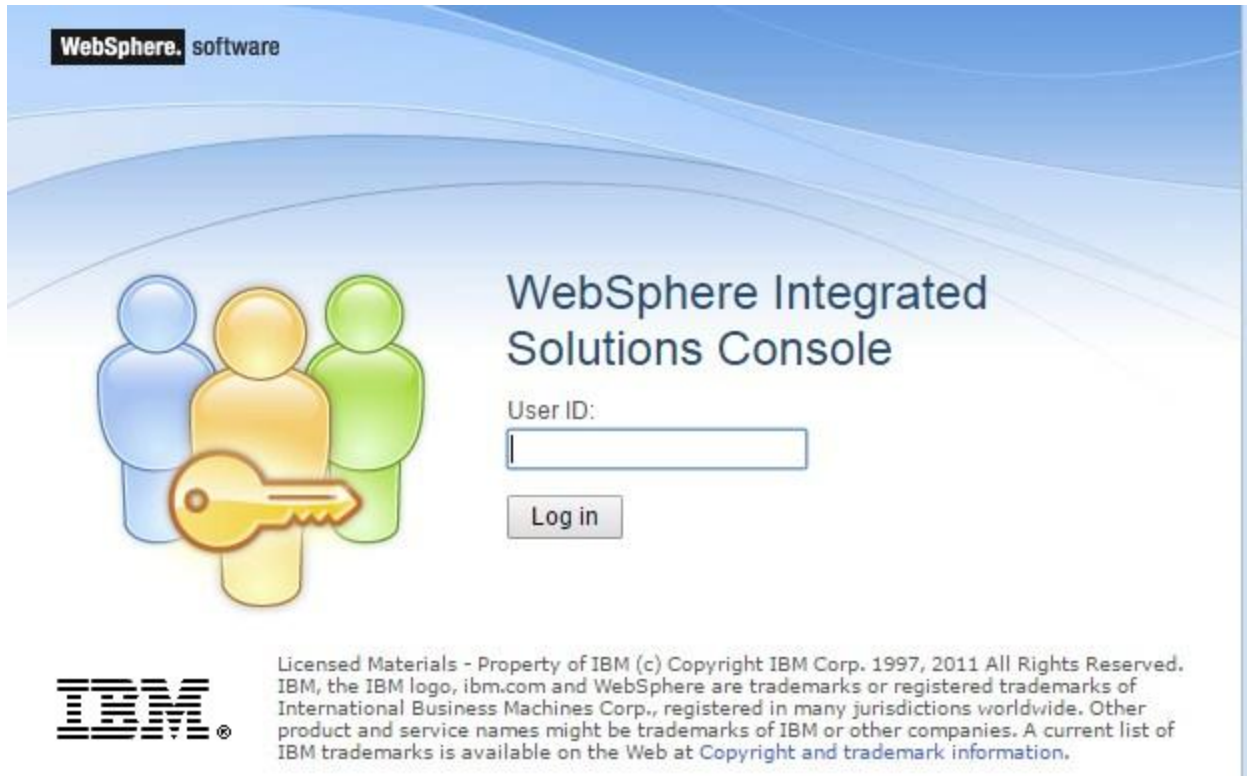 WebSphere. software
WebSphere Integrated
Solutions Console
User ID:
Log in
Licensed Materials - Property of IBM (c) Copyright IBM Corp. 1997, 2011 All Rights Reserved.
IBM, the IBM logo, ibm.com and WebSphere are trademarks or registered trademarks of
International Business Machines Corp., registered in many jurisdictions worldwide. Other
product and service names might be trademarks of IBM or other companies. A current list of
IBM trademarks is available on the Web at Copyright and trademark information.
IBM®